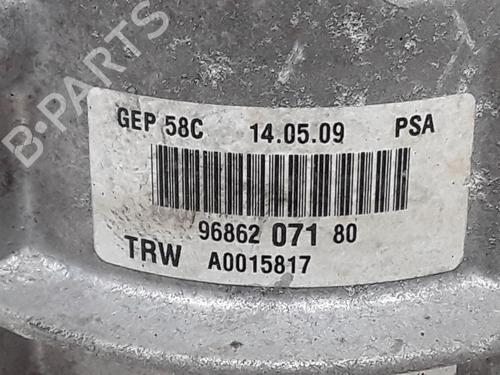 B-PARTS
GEP 58C 14.05.09 PSA
96862 071 80
TRW A0015817